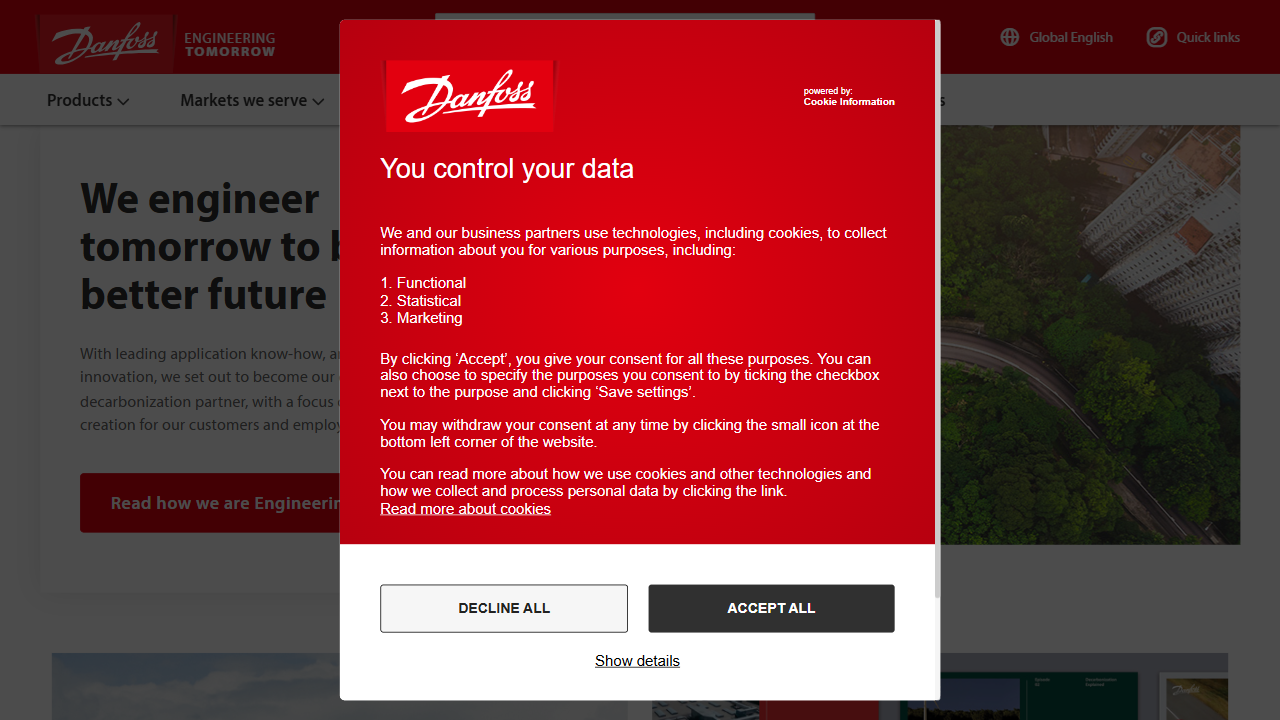 Danfoss
ENGINEERING
TOMORROW
Global English
Quick links
Products
Markets we serve
We engineer
tomorrow to
better future
With leading application know-how,
innovation, we set out to become our
decarbonization partner, with a focus
creation for our customers and
Read how we are
Danfoss
powered by:
Cookie Information
You control your data
We and our business partners use technologies, including cookies, to collect
information about you for various purposes, including:
1. Functional
2. Statistical
3. Marketing
By clicking ‘Accept’, you give your consent for all these purposes. You can
also choose to specify the purposes you consent to by ticking the checkbox
next to the purpose and clicking ‘Save settings’.
You may withdraw your consent at any time by clicking the small icon at the
bottom left corner of the website.
You can read more about how we use cookies and other technologies and
how we collect and process personal data by clicking the link.
Read more about cookies
DECLINE ALL
ACCEPT ALL
Show details
Danfoss